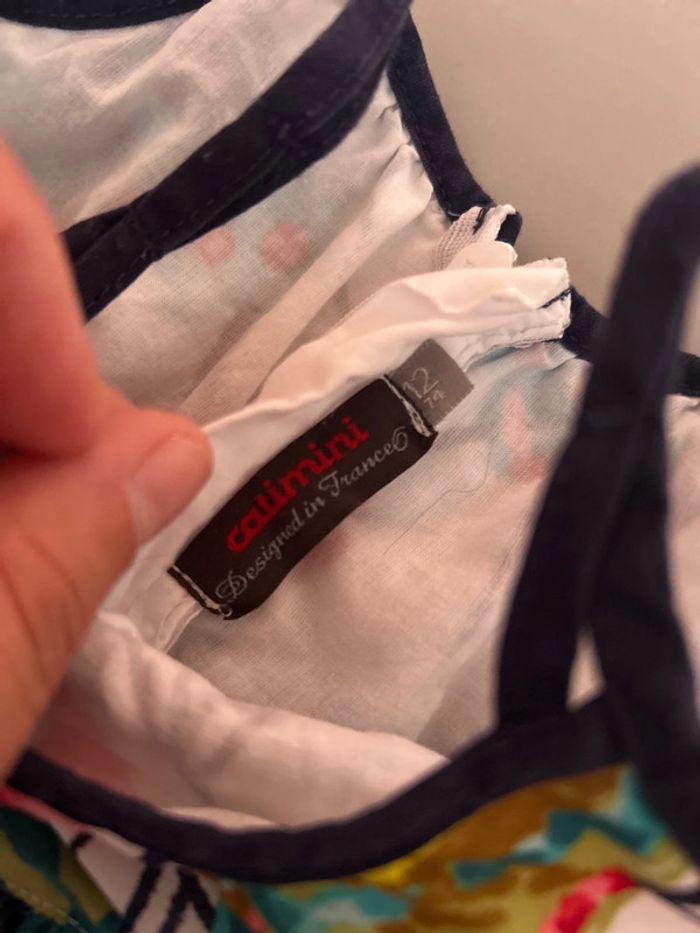 catimini
Designed in France
12
74